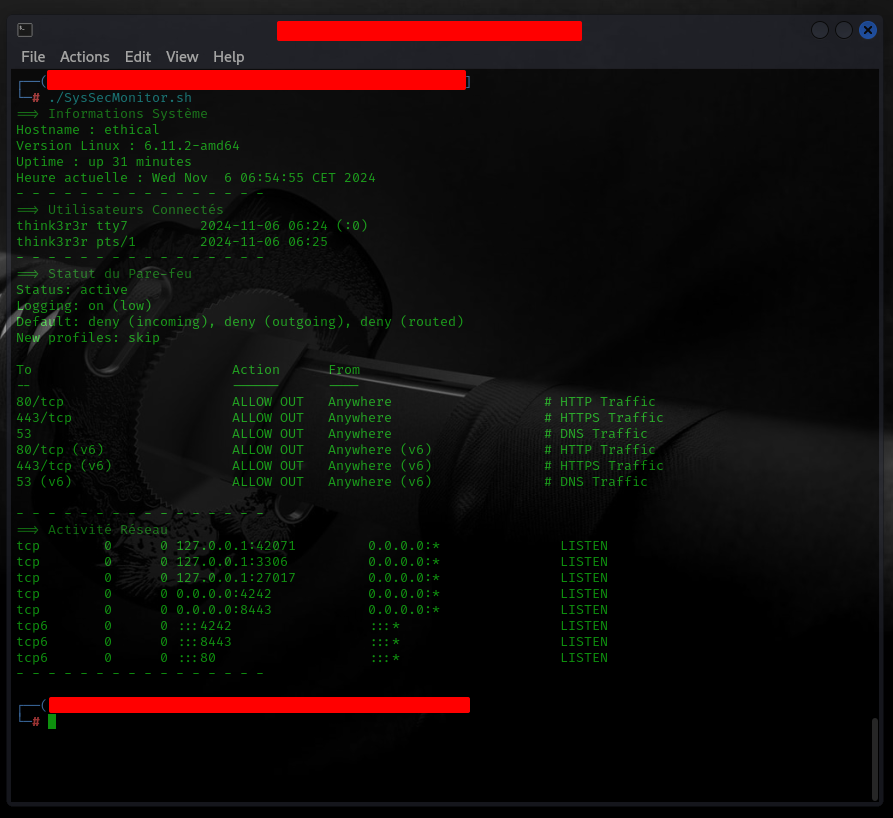 File Actions Edit View Help
┌──(
]
└─# ./SysSecMonitor.sh
==> Informations Système
Hostname : ethical
Version Linux : 6.11.2-amd64
Uptime : up 31 minutes
Heure actuelle : Wed Nov  6 06:54:55 CET 2024
- - - - - - - - - - - - - - - -
==> Utilisateurs Connectés
think3r3r tty7         2024-11-06 06:24 (:0)
think3r3r pts/1        2024-11-06 06:25
- - - - - - - - - - - - - - - -
==> Statut du Pare-feu
Status: active
Logging: on (low)
Default: deny (incoming), deny (outgoing), deny (routed)
New profiles: skip
To                         Action      From
--                         ------      ----
80/tcp                     ALLOW OUT   Anywhere                   # HTTP Traffic
443/tcp                    ALLOW OUT   Anywhere                   # HTTPS Traffic
53                         ALLOW OUT   Anywhere                   # DNS Traffic
80/tcp (v6)                ALLOW OUT   Anywhere (v6)              # HTTP Traffic
443/tcp (v6)               ALLOW OUT   Anywhere (v6)              # HTTPS Traffic
53 (v6)                    ALLOW OUT   Anywhere (v6)              # DNS Traffic
- - - - - - - - - - - - - - - -
==> Activité Réseau
tcp        0      0 127.0.0.1:42071         0.0.0.0:*               LISTEN
tcp        0      0 127.0.0.1:3306          0.0.0.0:*               LISTEN
tcp        0      0 127.0.0.1:27017         0.0.0.0:*               LISTEN
tcp        0      0 0.0.0.0:4242            0.0.0.0:*               LISTEN
tcp        0      0 0.0.0.0:8443            0.0.0.0:*               LISTEN
tcp6       0      0 :::4242                 :::*                    LISTEN
tcp6       0      0 :::8443                 :::*                    LISTEN
tcp6       0      0 :::80                   :::*                    LISTEN
- - - - - - - - - - - - - - - -
┌──(
└─#